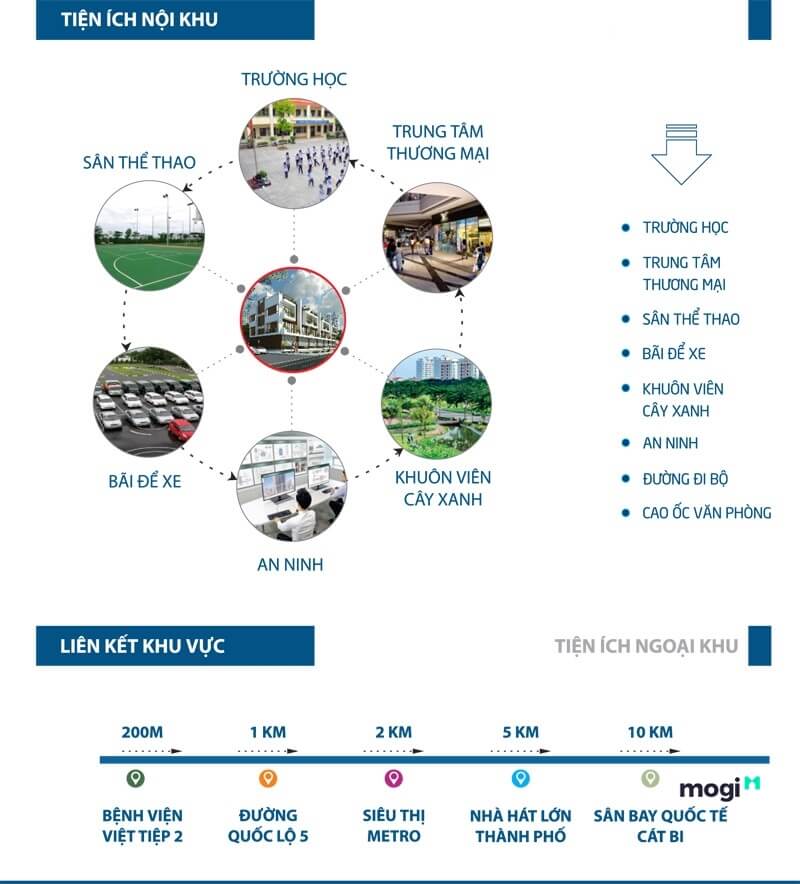 TIỆN ÍCH NỘI KHU
TRƯỜNG HỌC
TRUNG TÂM
THƯƠNG MẠI
SÂN THỂ THAO
BÃI ĐỂ XE
KHUÔN VIÊN
CÂY XANH
AN NINH
TRƯỜNG HỌC
TRUNG TÂM
THƯƠNG MẠI
SÂN THỂ THAO
BÃI ĐỂ XE
KHUÔN VIÊN
CÂY XANH
AN NINH
ĐƯỜNG ĐI BỘ
CAO ỐC VĂN PHÒNG
LIÊN KẾT KHU VỰC
TIỆN ÍCH NGOẠI KHU
200M
1 KM
2 KM
5 KM
10 KM
BỆNH VIỆN
VIỆT TIỆP 2
ĐƯỜNG
QUỐC LỘ 5
SIÊU THỊ
METRO
NHÀ HÁT LỚN
THÀNH PHỐ
SÂN BAY QUỐC TẾ
CÁT BI
mogi